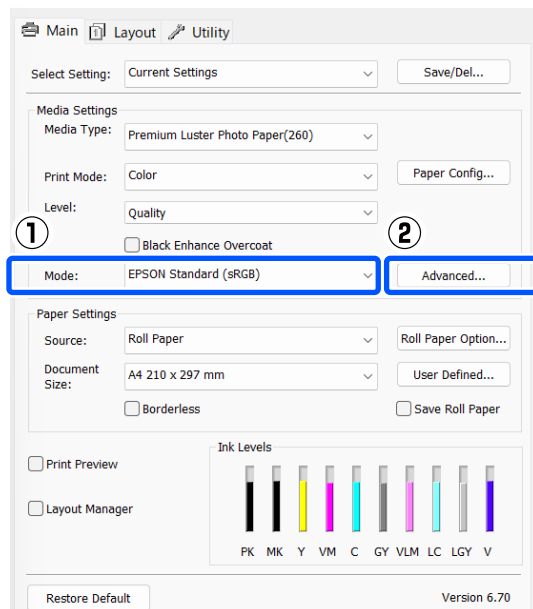 Main Layout Utility
Select Setting: Current Settings Save/Del...
Media Settings
Media Type: Premium Luster Photo Paper(260)
Print Mode: Color Paper Config...
Level: Quality
① ②
Black Enhance Overcoat
Mode: EPSON Standard (sRGB) Advanced...
Paper Settings
Source: Roll Paper Roll Paper Option...
Document Size: A4 210 x 297 mm User Defined...
Borderless Save Roll Paper
Ink Levels
Print Preview
Layout Manager
PK MK Y VM C GY VLM LC LGY V
Restore Default Version 6.70